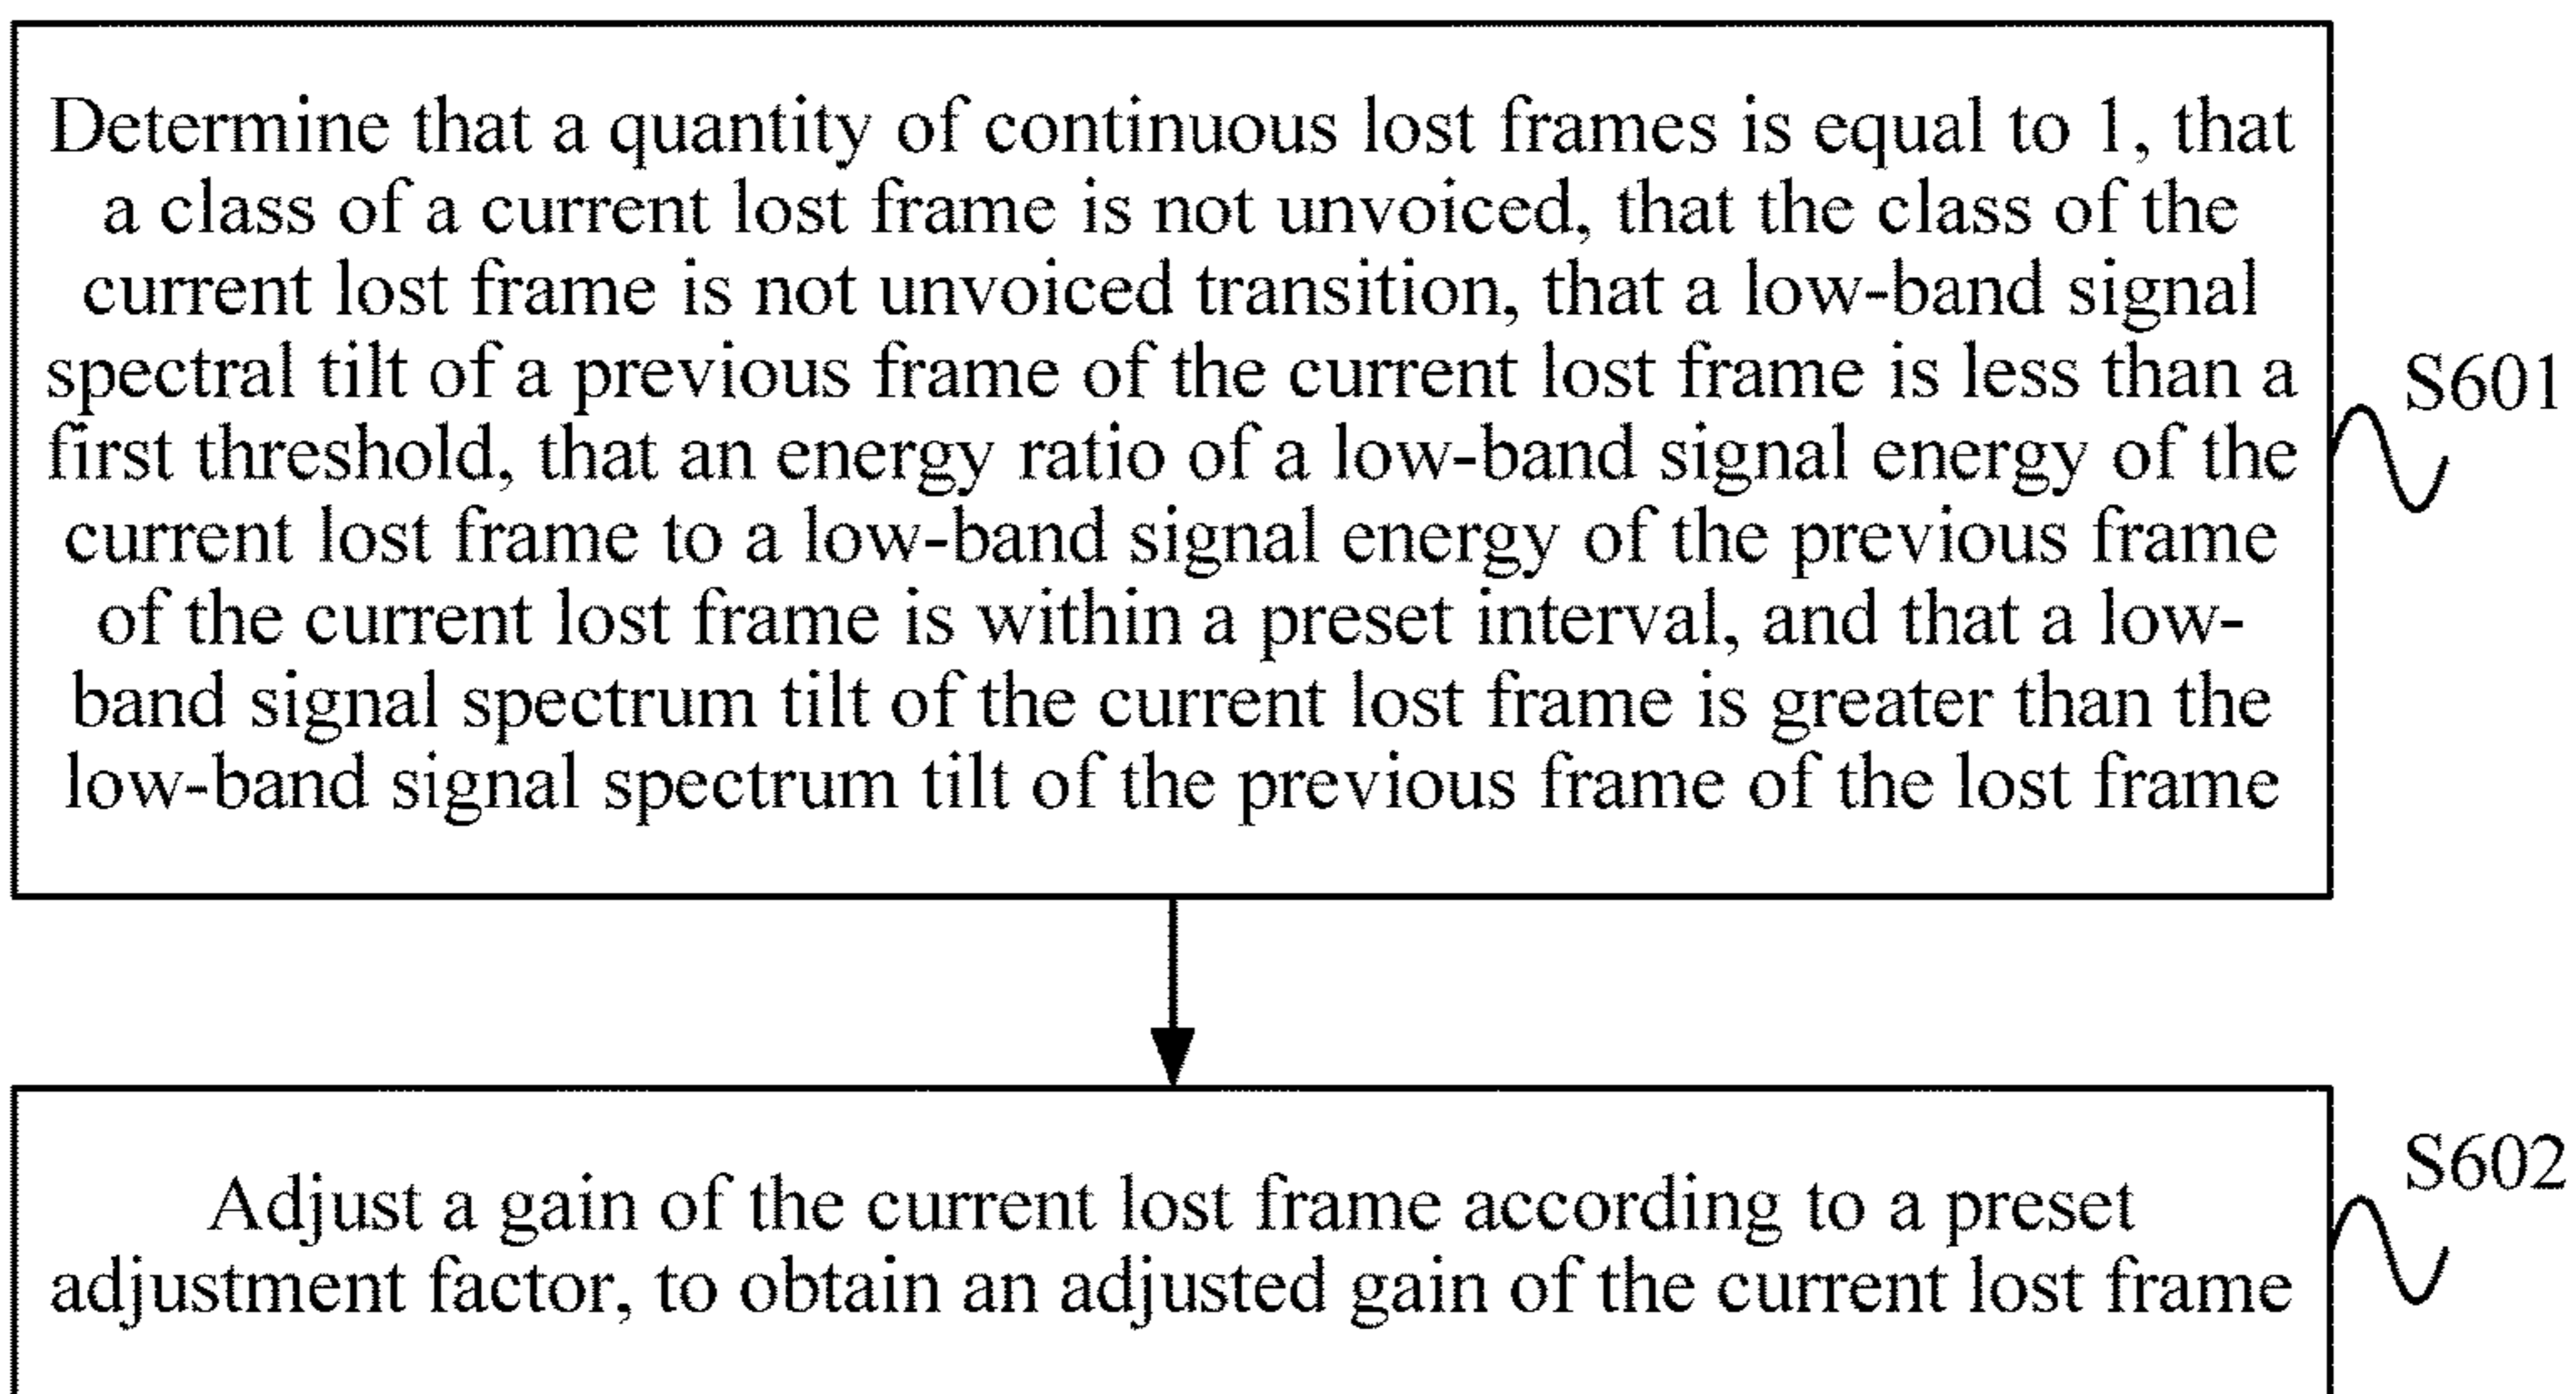 Determine that a quantity of continuous lost frames is equal to 1, that
a class of a current lost frame is not unvoiced, that the class of the
current lost frame is not unvoiced transition, that a low-band signal
spectral tilt of a previous frame of the current lost frame is less than a
first threshold, that an energy ratio of a low-band signal energy of the
current lost frame to a low-band signal energy of the previous frame
of the current lost frame is within a preset interval, and that a low-
band signal spectrum tilt of the current lost frame is greater than the
low-band signal spectrum tilt of the previous frame of the lost frame
S601
Adjust a gain of the current lost frame according to a preset
adjustment factor, to obtain an adjusted gain of the current lost frame
S602